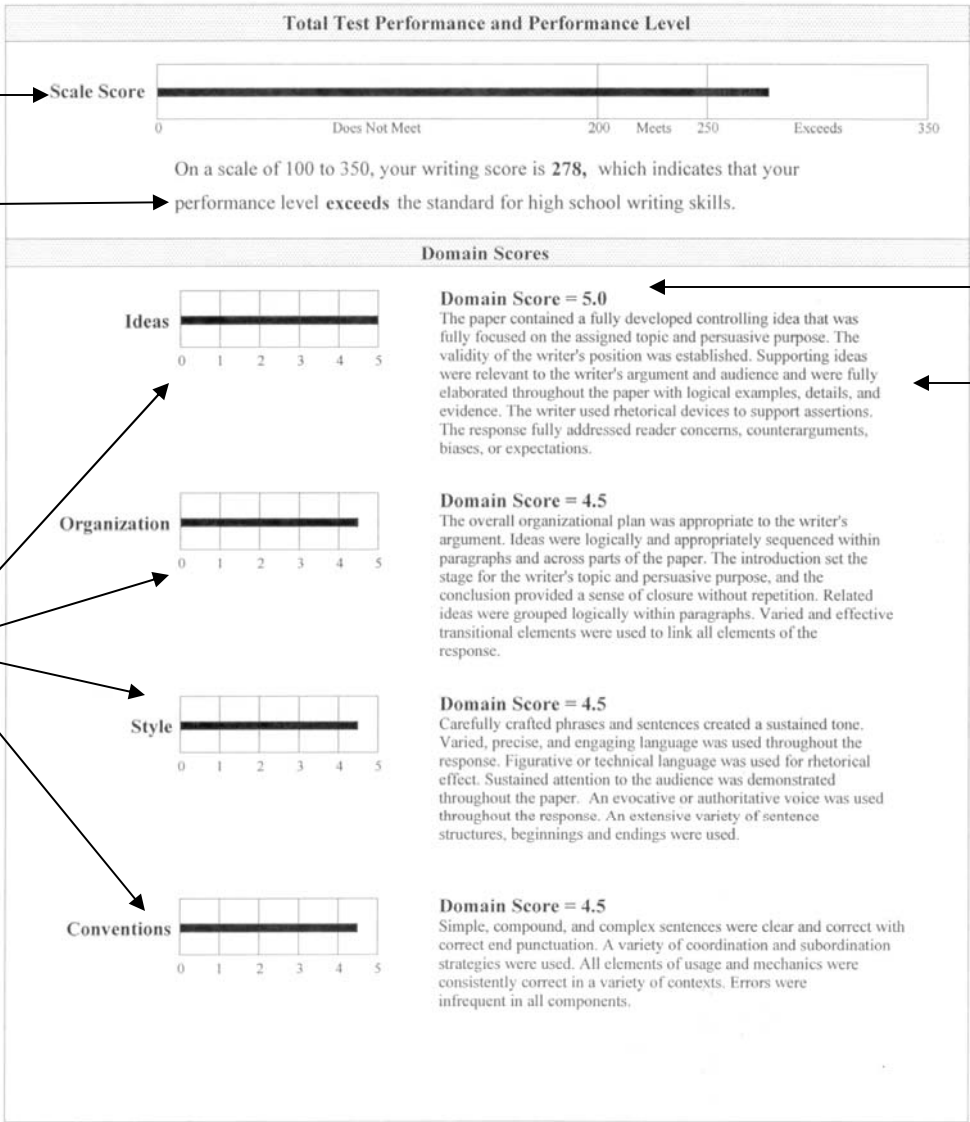 Total Test Performance and Performance Level
Scale Score
0 Does Not Meet 200 Meets 250 Exceeds 350
On a scale of 100 to 350, your writing score is 278, which indicates that your
performance level exceeds the standard for high school writing skills.
Domain Scores
Ideas
0 1 2 3 4 5
Domain Score = 5.0
The paper contained a fully developed controlling idea that was
fully focused on the assigned topic and persuasive purpose. The
validity of the writer's position was established. Supporting ideas
were relevant to the writer's argument and audience and were fully
elaborated throughout the paper with logical examples, details, and
evidence. The writer used rhetorical devices to support assertions.
The response fully addressed reader concerns, counterarguments,
biases, or expectations.
Organization
0 1 2 3 4 5
Domain Score = 4.5
The overall organizational plan was appropriate to the writer's
argument. Ideas were logically and appropriately sequenced within
paragraphs and across parts of the paper. The introduction set the
stage for the writer's topic and persuasive purpose, and the
conclusion provided a sense of closure without repetition. Related
ideas were grouped logically within paragraphs. Varied and effective
transitional elements were used to link all elements of the
response.
Style
0 1 2 3 4 5
Domain Score = 4.5
Carefully crafted phrases and sentences created a sustained tone.
Varied, precise, and engaging language was used throughout the
response. Figurative or technical language was used for rhetorical
effect. Sustained attention to the audience was demonstrated
throughout the paper. An evocative or authoritative voice was used
throughout the response. An extensive variety of sentence
structures, beginnings and endings were used.
Conventions
0 1 2 3 4 5
Domain Score = 4.5
Simple, compound, and complex sentences were clear and correct with
correct end punctuation. A variety of coordination and subordination
strategies were used. All elements of usage and mechanics were
consistently correct in a variety of contexts. Errors were
infrequent in all components.